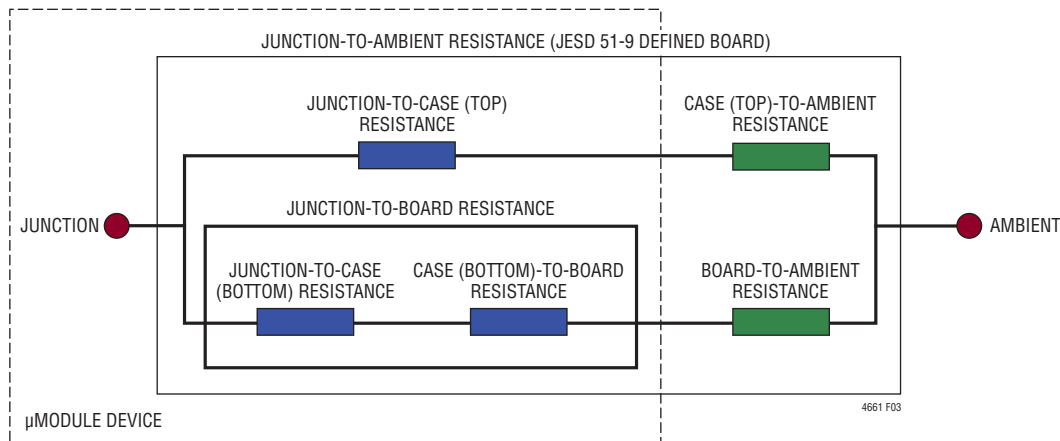 JUNCTION-TO-AMBIENT RESISTANCE (JESD 51-9 DEFINED BOARD)
JUNCTION-TO-CASE (TOP)
RESISTANCE
CASE (TOP)-TO-AMBIENT
RESISTANCE
JUNCTION-TO-BOARD RESISTANCE
JUNCTION
AMBIENT
JUNCTION-TO-CASE
(BOTTOM) RESISTANCE
CASE (BOTTOM)-TO-BOARD
RESISTANCE
BOARD-TO-AMBIENT
RESISTANCE
4661 F03
µMODULE DEVICE